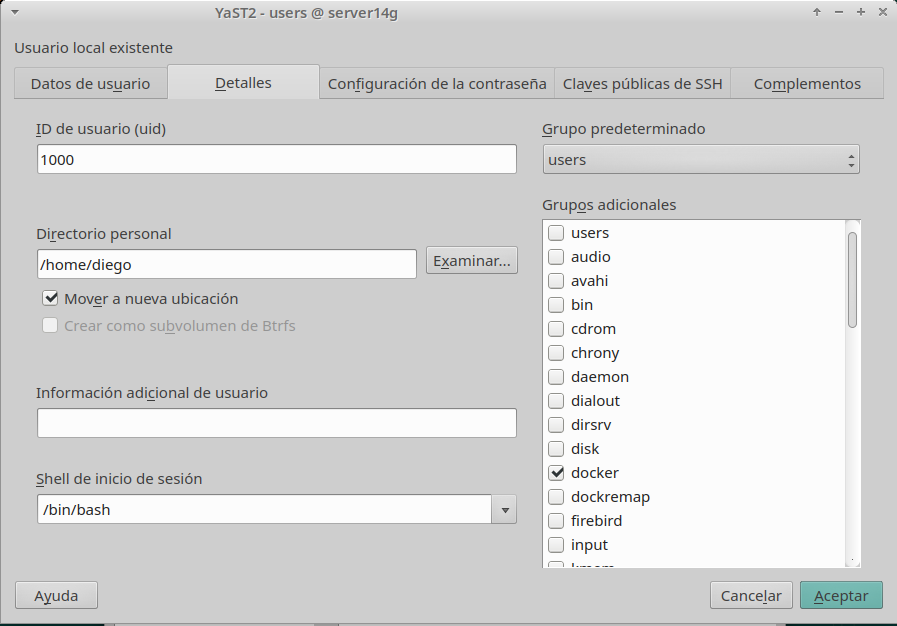 YaST2 - users @ server14g
Usuario local existente
Datos de usuario
Detalles
Configuración de la contraseña
Claves públicas de SSH
Complementos
ID de usuario (uid)
1000
Directorio personal
/home/diego
Examinar...
Mover a nueva ubicación
Crear como subvolumen de Btrfs
Información adicional de usuario
Shell de inicio de sesión
/bin/bash
Grupo predeterminado
users
Grupos adicionales
users
audio
avahi
bin
cdrom
chrony
daemon
dialout
dirsrv
disk
docker
dockremap
firebird
input
Ayuda
Cancelar
Aceptar